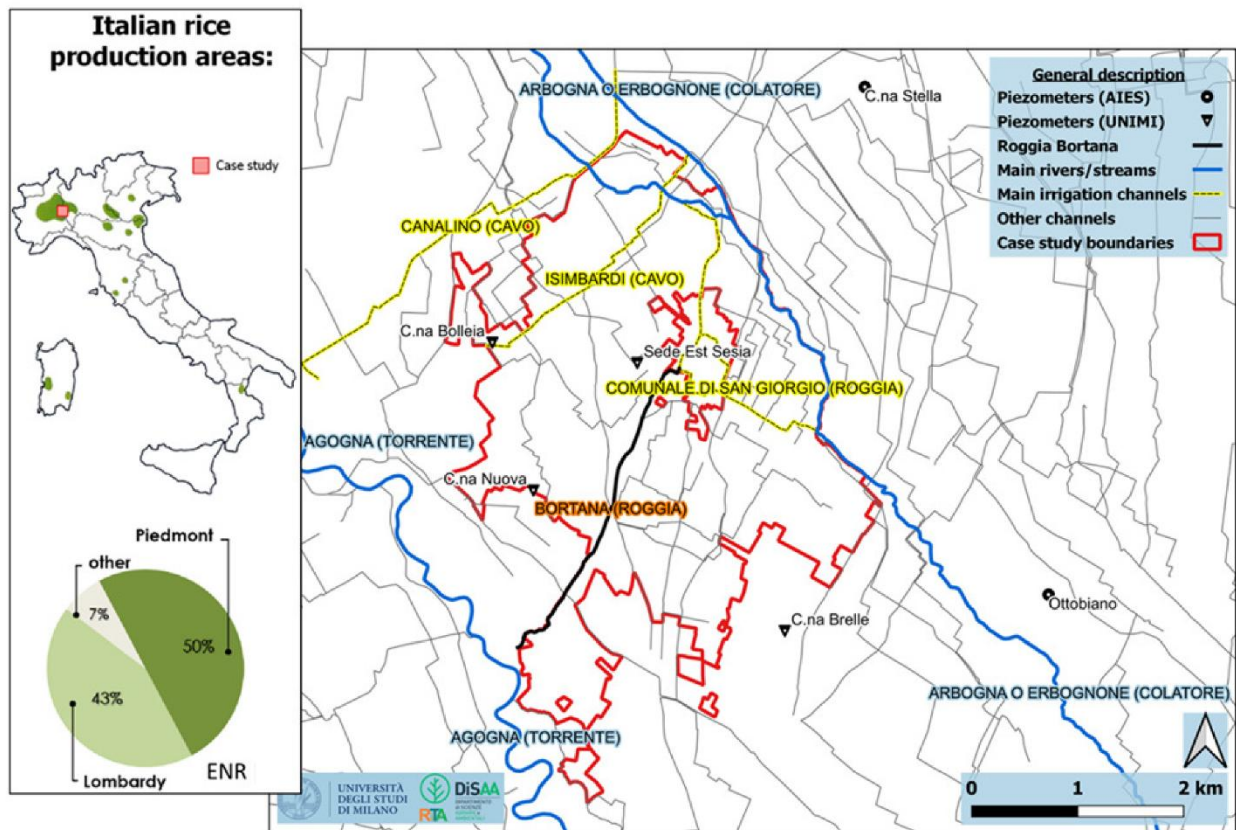 Italian rice
production areas:
Case study
Piedmont
other
7%
50%
43%
Lombardy
ENR
ARBOGNA O ERBOGNONE (COLATORE)
C.na Stella
CANALINO (CAVO)
ISIMBARDI (CAVO)
C.na Bolleia
Sede Est Sesia
COMUNALE DI SAN GIORGIO (ROGGIA)
AGOGNA (TORRENTE)
C.na Nuova
BORTANA (ROGGIA)
Ottobiano
C.na Brelle
ARBOGNA O ERBOGNONE (COLATORE)
AGOGNA (TORRENTE)
General description
Piezometers (AIES)
Piezometers (UNIMI)
Roggia Bortana
Main rivers/streams
Main irrigation channels
Other channels
Case study boundaries
UNIVERSITÀ
DEGLI STUDI
DI MILANO
DiSAA
RTA
0 1 2 km